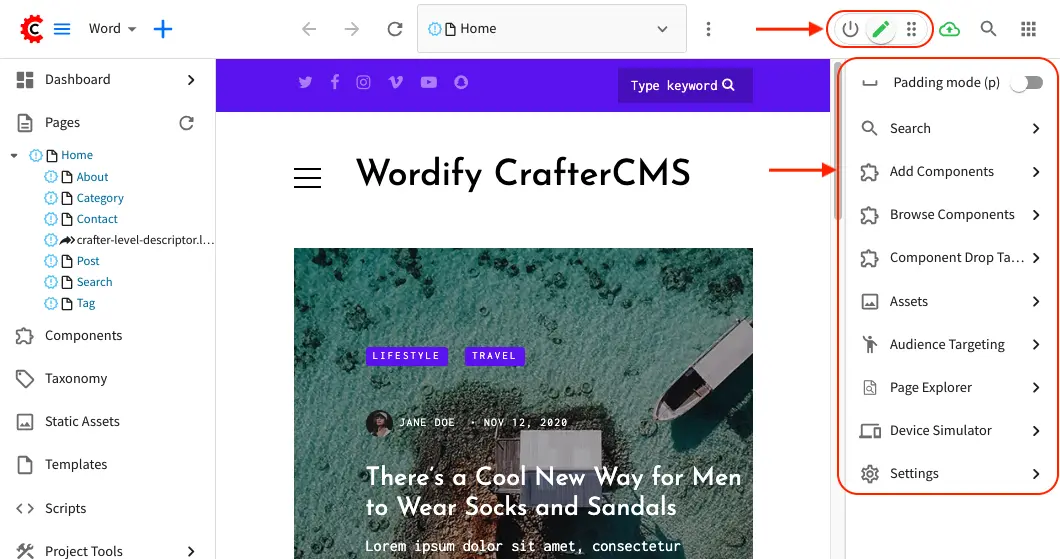 Word
Home
Dashboard
Pages
Home
About
Category
Contact
crafter-level-descriptor.l...
Post
Search
Tag
Components
Taxonomy
Static Assets
Templates
Scripts
Project Tools
Type keyword
Wordify CrafterCMS
LIFESTYLE TRAVEL
JANE DOE • NOV 12, 2020
There's a Cool New Way for Men
to Wear Socks and Sandals
Lorem ipsum dolor sit amet, consectetur
Padding mode (p)
Search
Add Components
Browse Components
Component Drop Ta...
Assets
Audience Targeting
Page Explorer
Device Simulator
Settings